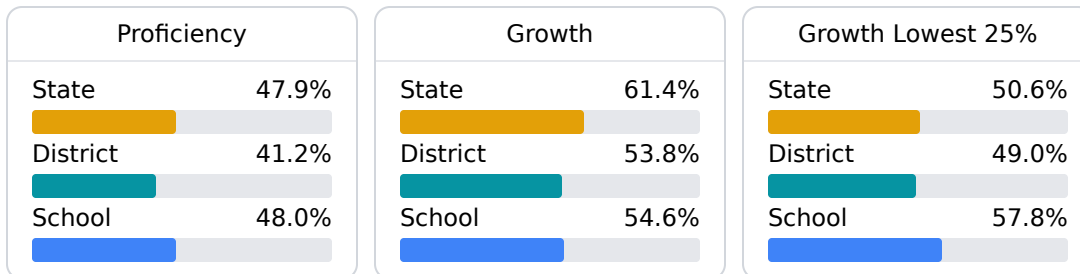 Proficiency
State 47.9%
District 41.2%
School 48.0%
Growth
State 61.4%
District 53.8%
School 54.6%
Growth Lowest 25%
State 50.6%
District 49.0%
School 57.8%